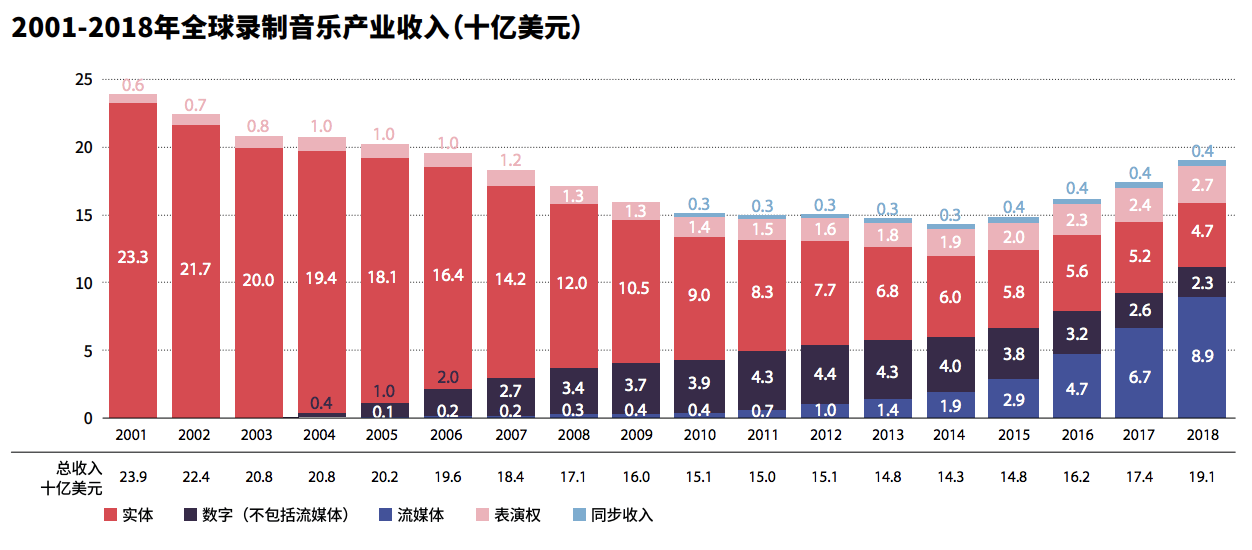 2001-2018年全球录制音乐产业收入（十亿美元）
25
20
15
10
5
0
0.6 0.7 0.8 1.0 1.0 1.0 1.2 1.3 1.3 1.4 1.5 1.6 1.8 1.9 2.0 2.3 2.4 2.7
0.3 0.3 0.3 0.3 0.3 0.4 0.4 0.4 0.4
23.3 21.7 20.0 19.4 18.1 16.4 14.2 12.0 10.5 9.0 8.3 7.7 6.8 6.0 5.8 5.6 5.2 4.7
0.4 1.0 2.0 2.7 3.4 3.7 3.9 4.3 4.4 4.3 4.0 3.8 3.2 2.6 2.3
0.1 0.2 0.2 0.3 0.4 0.4 0.7 1.0 1.4 1.9 2.9 4.7 6.7 8.9
2001 2002 2003 2004 2005 2006 2007 2008 2009 2010 2011 2012 2013 2014 2015 2016 2017 2018
总收入
十亿美元
23.9 22.4 20.8 20.8 20.2 19.6 18.4 17.1 16.0 15.1 15.0 15.1 14.8 14.3 14.8 16.2 17.4 19.1
实体 数字（不包括流媒体） 流媒体 表演权 同步收入